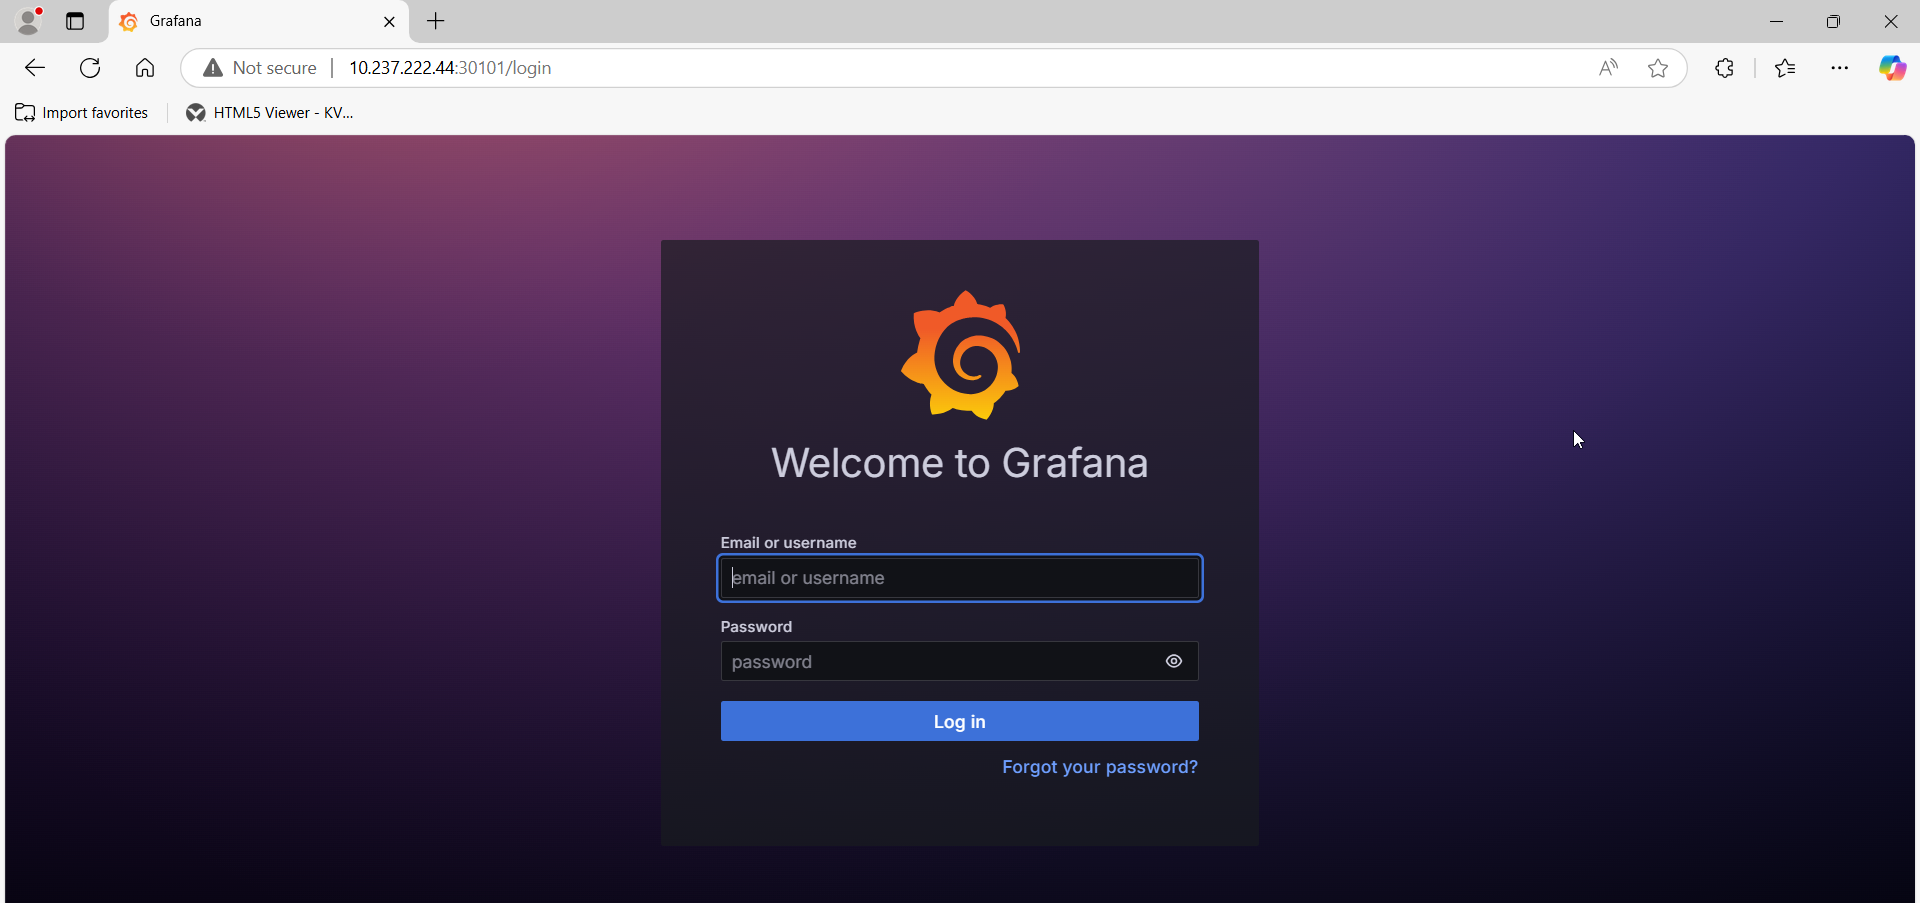 Grafana
Not secure
10.237.222.44:30101/login
Import favorites
HTML5 Viewer - KV...
Welcome to Grafana
Email or username
email or username
Password
password
Log in
Forgot your password?